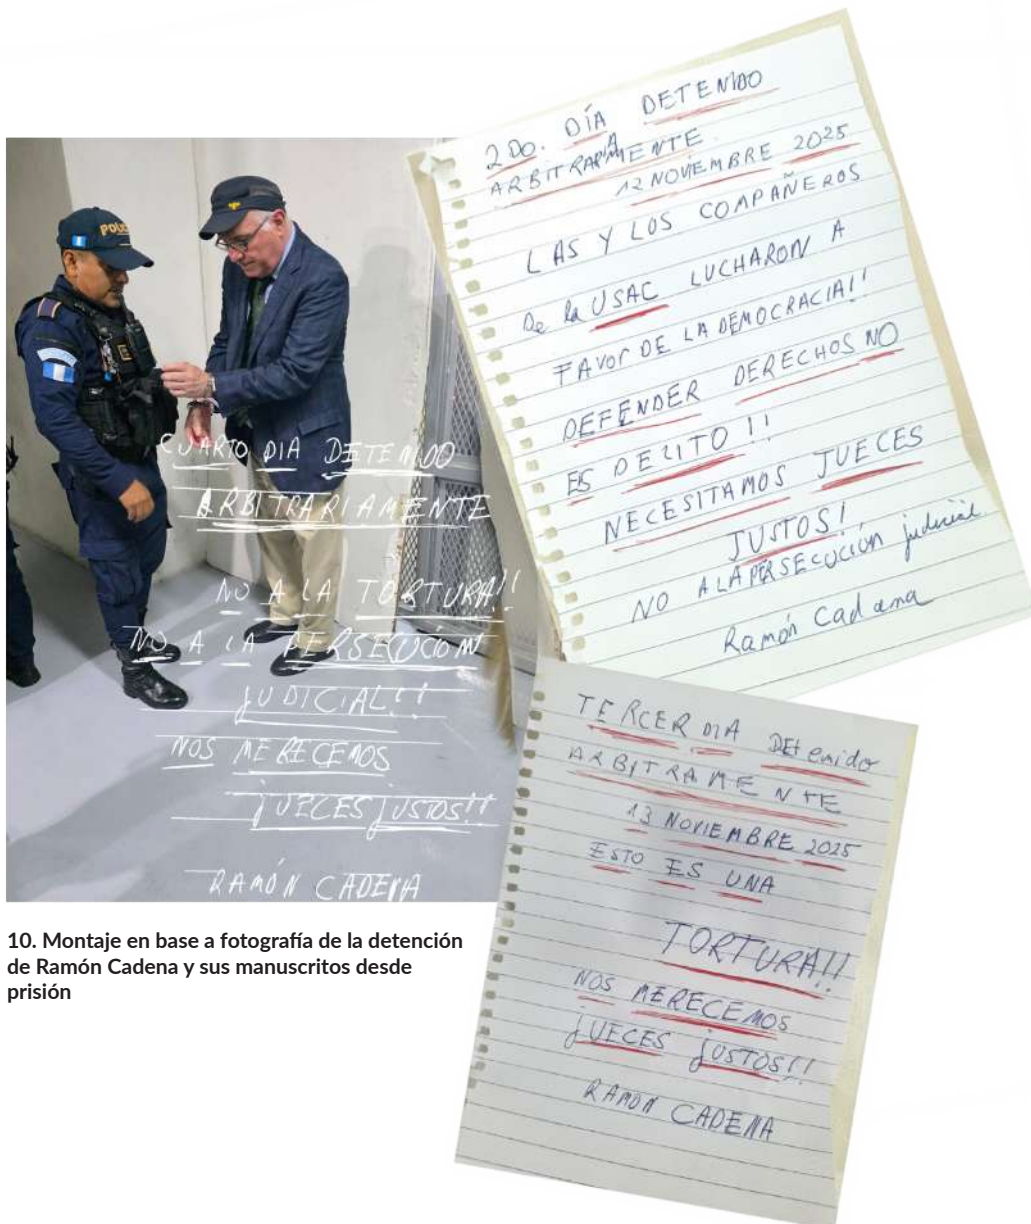 2DO. DÍA DETENIDO
ARBITRARIAMENTE.
12 NOVIEMBRE 2025
LAS Y LOS COMPAÑEROS
De la USAC LUCHARON A
FAVOR DE LA DEMOCRACIA!!
DEFENDER DERECHOS NO
ES DELITO!!
NECESITAMOS JUECES
JUSTOS!
NO A LA PERSECUCIÓN judicial.
Ramón Cadena
POLIC
CUARTO DIA DETENIDO
ARBITRARIAMENTE
NO A LA TORTURA!!
NO A LA PERSECUCIÓN
JUDICIAL!!
NOS MERECEMOS
JUECES JUSTOS!!
RAMÓN CADENA
TERCER DIA DETenido
ARBITRAMENTE
13 NOVIEMBRE 2025
ESTO ES UNA
TORTURA!!
NOS MERECEMOS
JUECES JUSTOS!!
RAMÓN CADENA
10. Montaje en base a fotografía de la detención
de Ramón Cadena y sus manuscritos desde
prisión